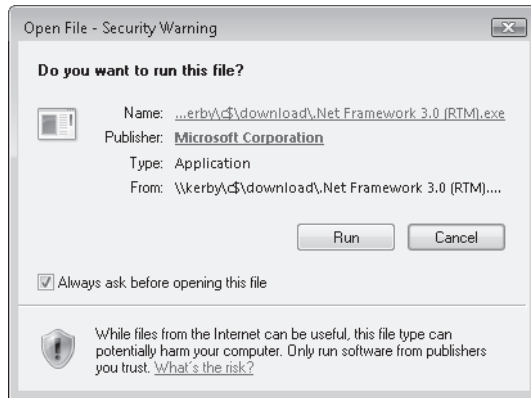 Open File - Security Warning
Do you want to run this file?
Name: ...erby\c$\download\.Net Framework 3.0 (RTM).exe
Publisher: Microsoft Corporation
Type: Application
From: \\kerby\c$\download\.Net Framework 3.0 (RTM)....
Run Cancel
Always ask before opening this file
While files from the Internet can be useful, this file type can
potentially harm your computer. Only run software from publishers
you trust. What's the risk?